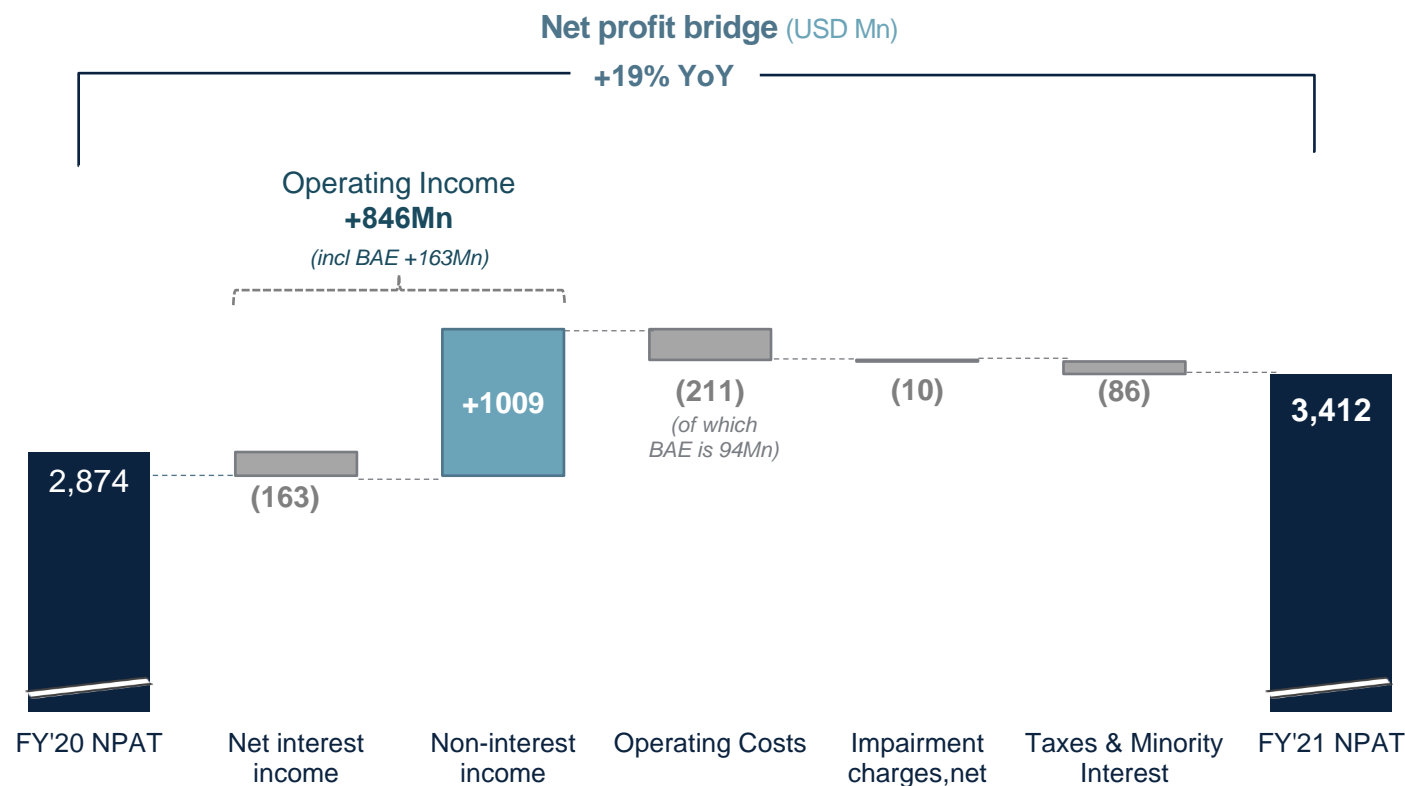 Net profit bridge (USD Mn)
+19% YoY
Operating Income
+846Mn
(incl BAE +163Mn)
2,874
(163)
+1009
(211)
(of which
BAE is 94Mn)
(10)
(86)
3,412
FY'20 NPAT
Net interest
income
Non-interest
income
Operating Costs
Impairment
charges,net
Taxes & Minority
Interest
FY'21 NPAT